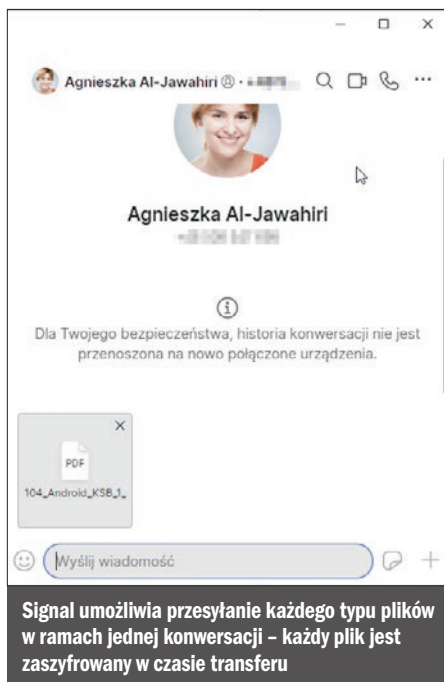 Agnieszka Al-Jawahiri
Agnieszka Al-Jawahiri
Dla Twojego bezpieczeństwa, historia konwersacji nie jest
przenoszona na nowo połączone urządzenia.
PDF
104_Android_KSB_1_
Wyślij wiadomość
Signal umożliwia przesyłanie każdego typu plików
w ramach jednej konwersacji – każdy plik jest
zaszyfrowany w czasie transferu